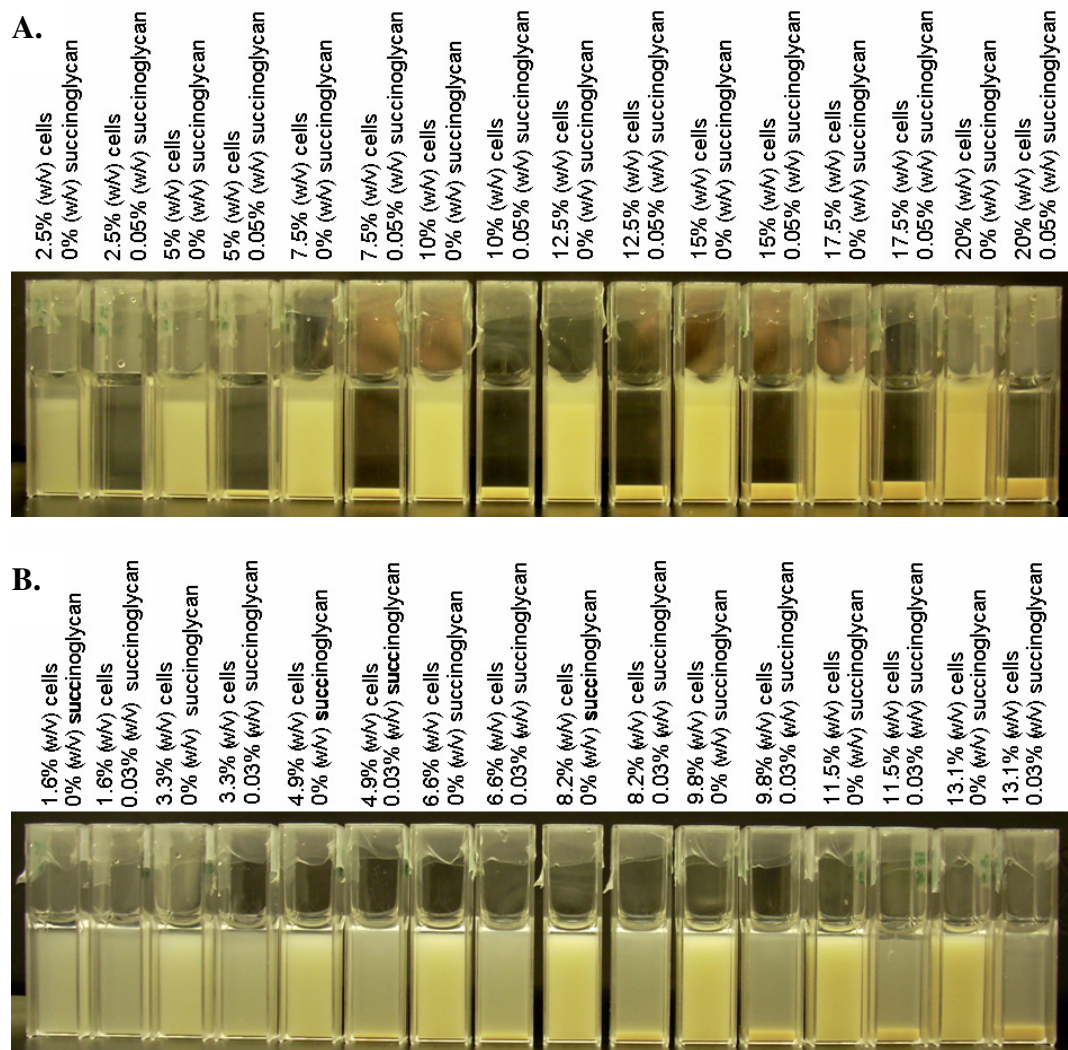 A.
2.5% (w/v) cells
0% (w/v) succinoglycan
2.5% (w/v) cells
0.05% (w/v) succinoglycan
5% (w/v) cells
0% (w/v) succinoglycan
5% (w/v) cells
0.05% (w/v) succinoglycan
7.5% (w/v) cells
0% (w/v) succinoglycan
7.5% (w/v) cells
0.05% (w/v) succinoglycan
10% (w/v) cells
0% (w/v) succinoglycan
10% (w/v) cells
0.05% (w/v) succinoglycan
12.5% (w/v) cells
0% (w/v) succinoglycan
12.5% (w/v) cells
0.05% (w/v) succinoglycan
15% (w/v) cells
0% (w/v) succinoglycan
15% (w/v) cells
0.05% (w/v) succinoglycan
17.5% (w/v) cells
0% (w/v) succinoglycan
17.5% (w/v) cells
0.05% (w/v) succinoglycan
20% (w/v) cells
0% (w/v) succinoglycan
20% (w/v) cells
0.05% (w/v) succinoglycan
B.
1.6% (w/v) cells
0% (w/v) succinoglycan
1.6% (w/v) cells
0.03% (w/v) succinoglycan
3.3% (w/v) cells
0% (w/v) succinoglycan
3.3% (w/v) cells
0.03% (w/v) succinoglycan
4.9% (w/v) cells
0% (w/v) succinoglycan
4.9% (w/v) cells
0.03% (w/v) succinoglycan
6.6% (w/v) cells
0% (w/v) succinoglycan
6.6% (w/v) cells
0.03% (w/v) succinoglycan
8.2% (w/v) cells
0% (w/v) succinoglycan
8.2% (w/v) cells
0.03% (w/v) succinoglycan
9.8% (w/v) cells
0% (w/v) succinoglycan
9.8% (w/v) cells
0.03% (w/v) succinoglycan
11.5% (w/v) cells
0% (w/v) succinoglycan
11.5% (w/v) cells
0.03% (w/v) succinoglycan
13.1% (w/v) cells
0% (w/v) succinoglycan
13.1% (w/v) cells
0.03% (w/v) succinoglycan